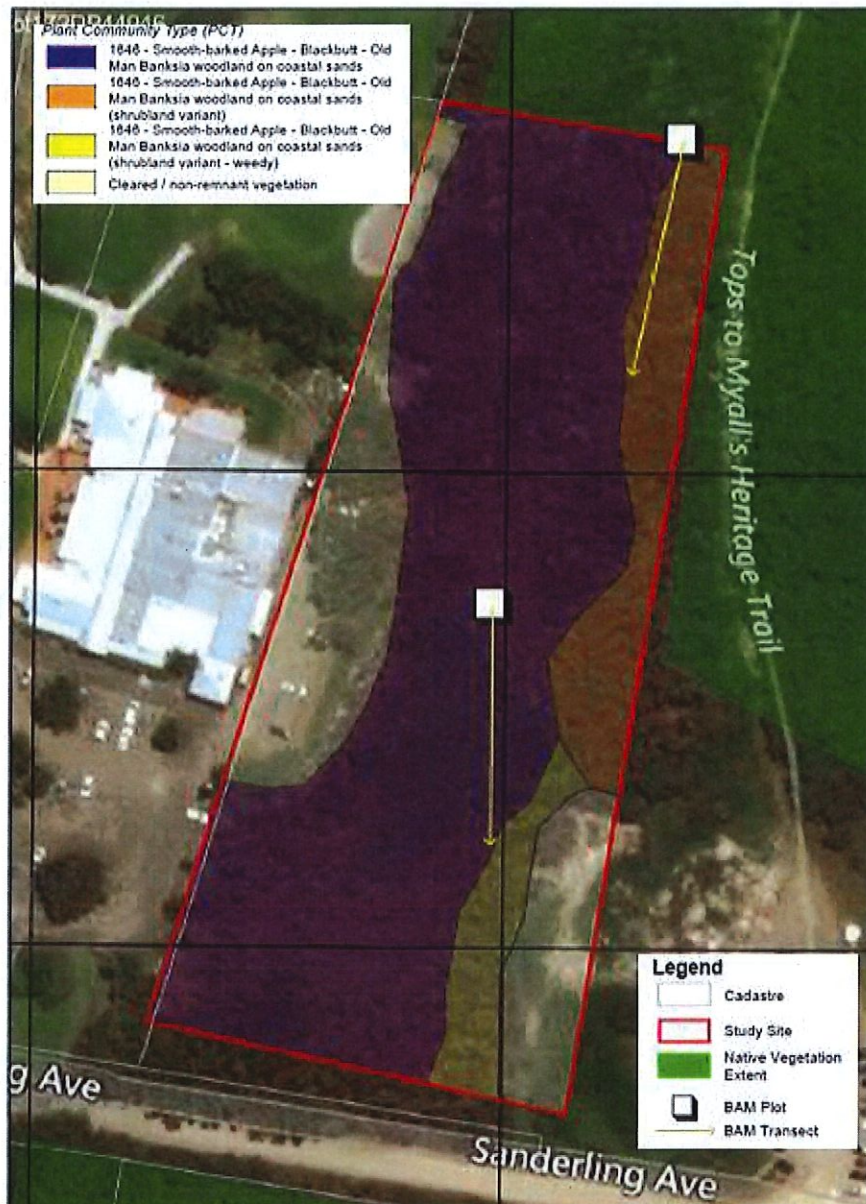 Plant Community Type (PCT)
1646 - Smooth-barked Apple - Blackbutt - Old
Man Banksia woodland on coastal sands
1646 - Smooth-barked Apple - Blackbutt - Old
Man Banksia woodland on coastal sands
(shrubland variant)
1646 - Smooth-barked Apple - Blackbutt - Old
Man Banksia woodland on coastal sands
(shrubland variant - weedy)
Cleared / non-remnant vegetation
Tops to Myall's Heritage Trail
Legend
Cadastre
Study Site
Native Vegetation
Extent
BAM Plot
BAM Transect
g Ave
Sanderling Ave